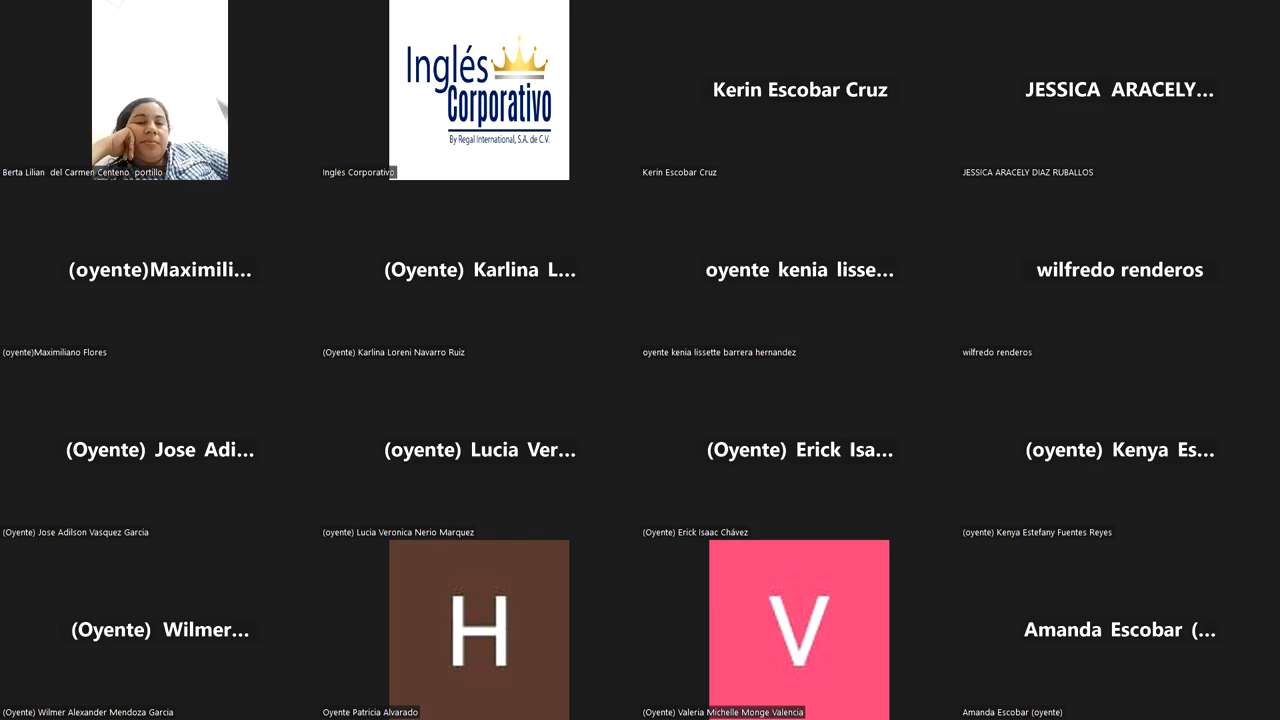 Berta Lilian del Carmen Centeno portillo
Inglés
Corporativo
By Regal International, S.A. de C.V.
Ingles Corporativo
Kerin Escobar Cruz
Kerin Escobar Cruz
JESSICA ARACELY...
JESSICA ARACELY DIAZ RUBALLOS
(oyente)Maximili...
(oyente)Maximiliano Flores
(Oyente) Karlina L...
(Oyente) Karlina Loreni Navarro Ruiz
oyente kenia lisse...
oyente kenia lissette barrera hernandez
wilfredo renderos
wilfredo renderos
(Oyente) Jose Adi...
(Oyente) Jose Adilson Vasquez Garcia
(oyente) Lucia Ver...
(oyente) Lucia Veronica Nerio Marquez
(Oyente) Erick Isa...
(Oyente) Erick Isaac Chávez
(oyente) Kenya Es...
(oyente) Kenya Estefany Fuentes Reyes
(Oyente) Wilmer...
(Oyente) Wilmer Alexander Mendoza Garcia
H
Oyente Patricia Alvarado
V
(Oyente) Valeria Michelle Monge Valencia
Amanda Escobar (...
Amanda Escobar (oyente)